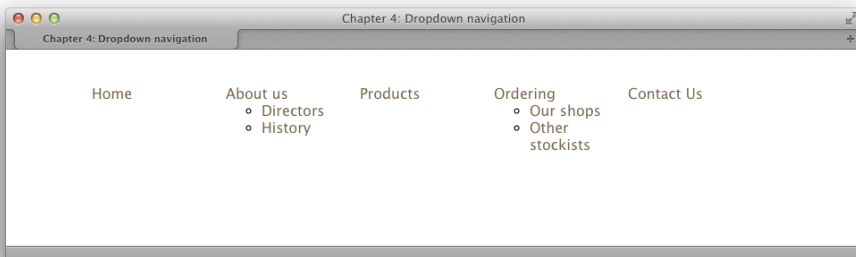 Chapter 4: Dropdown navigation
Chapter 4: Dropdown navigation
Home About us Products Ordering Contact Us
Directors Our shops
History Other
stockists